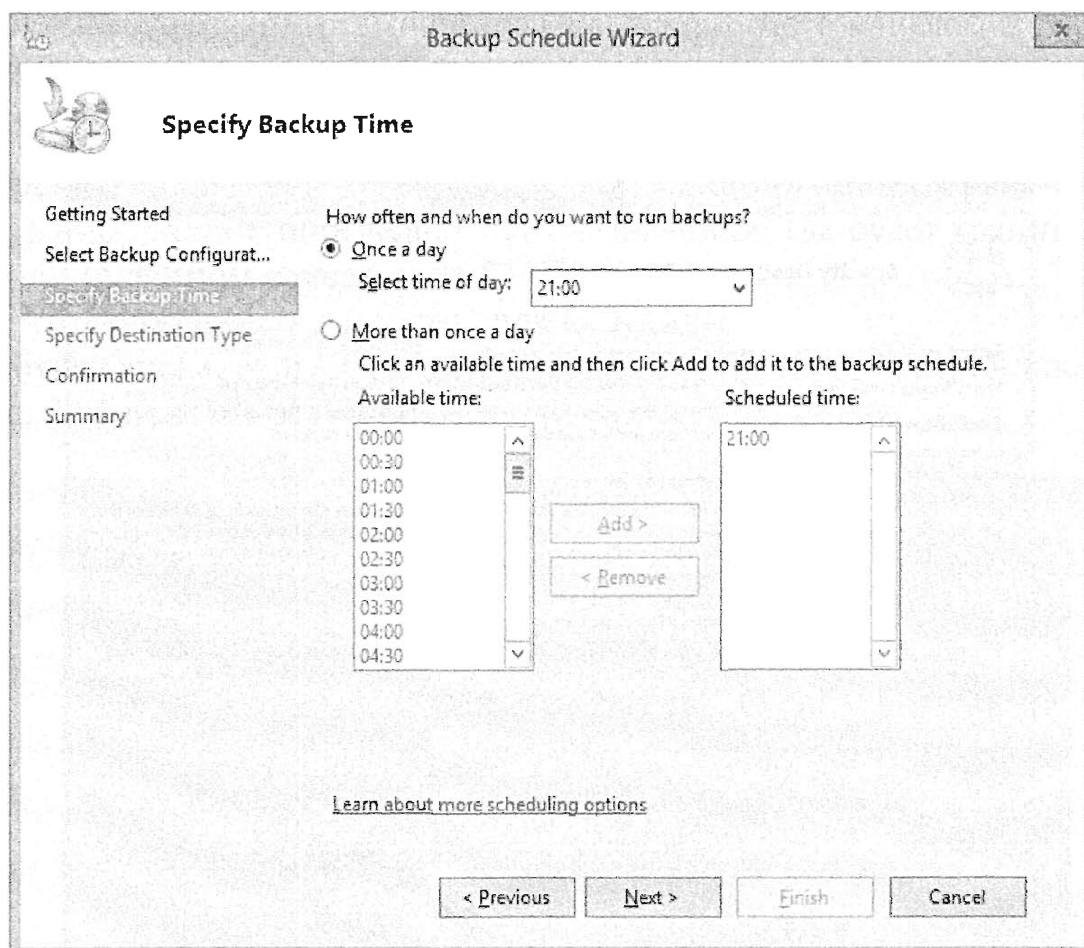 Backup Schedule Wizard
x
Specify Backup Time
Getting Started
Select Backup Configurat...
Specify Backup Time
Specify Destination Type
Confirmation
Summary
How often and when do you want to run backups?
Once a day
Select time of day: 21:00
More than once a day
Click an available time and then click Add to add it to the backup schedule.
Available time:
00:00
00:30
01:00
01:30
02:00
02:30
03:00
03:30
04:00
04:30
Add >
< Remove
Scheduled time:
21:00
Learn about more scheduling options
< Previous
Next >
Finish
Cancel